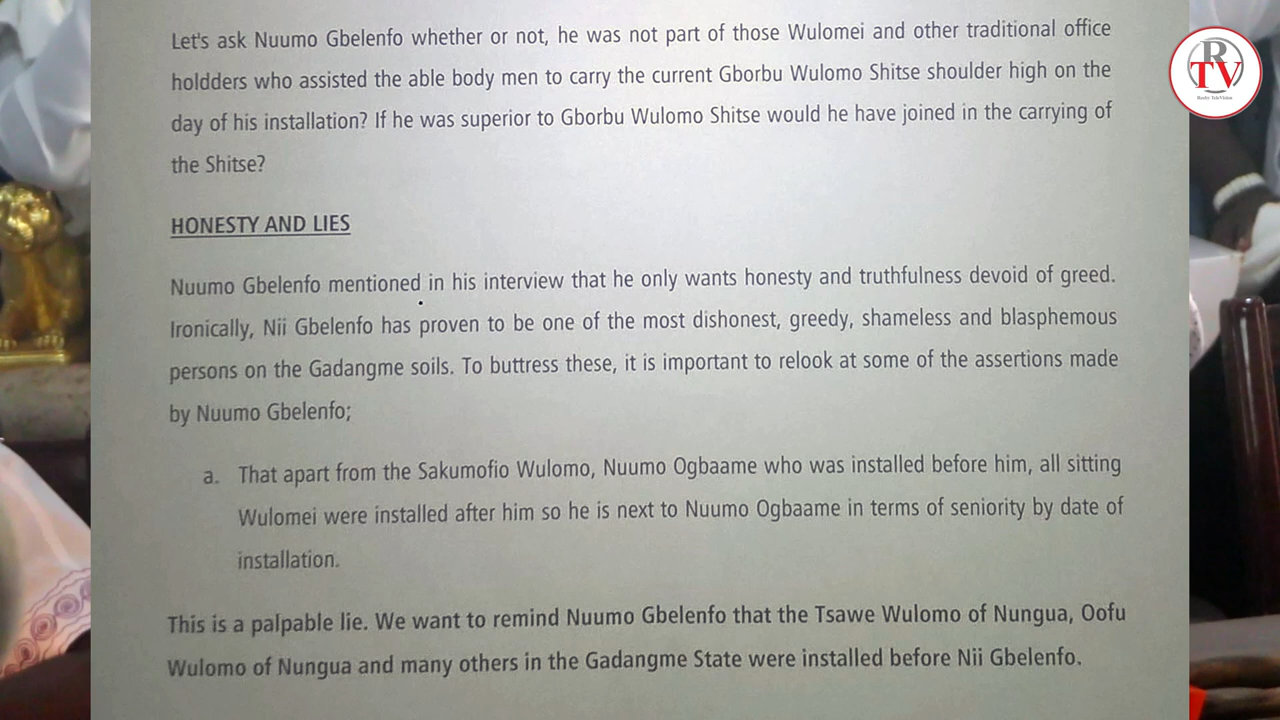 Let's ask Nuumo Gbelenfo whether or not, he was not part of those Wulomei and other traditional office
holdders who assisted the able body men to carry the current Gborbu Wulomo Shitse shoulder high on the
day of his installation? If he was superior to Gborbu Wulomo Shitse would he have joined in the carrying of
the Shitse?
HONESTY AND LIES
Nuumo Gbelenfo mentioned in his interview that he only wants honesty and truthfulness devoid of greed.
Ironically, Nii Gbelenfo has proven to be one of the most dishonest, greedy, shameless and blasphemous
persons on the Gadangme soils. To buttress these, it is important to relook at some of the assertions made
by Nuumo Gbelenfo;
a. That apart from the Sakumofio Wulomo, Nuumo Ogbaame who was installed before him, all sitting
Wulomei were installed after him so he is next to Nuumo Ogbaame in terms of seniority by date of
installation.
This is a palpable lie. We want to remind Nuumo Gbelenfo that the Tsawe Wulomo of Nungua, Oofu
Wulomo of Nungua and many others in the Gadangme State were installed before Nii Gbelenfo.
R
TV